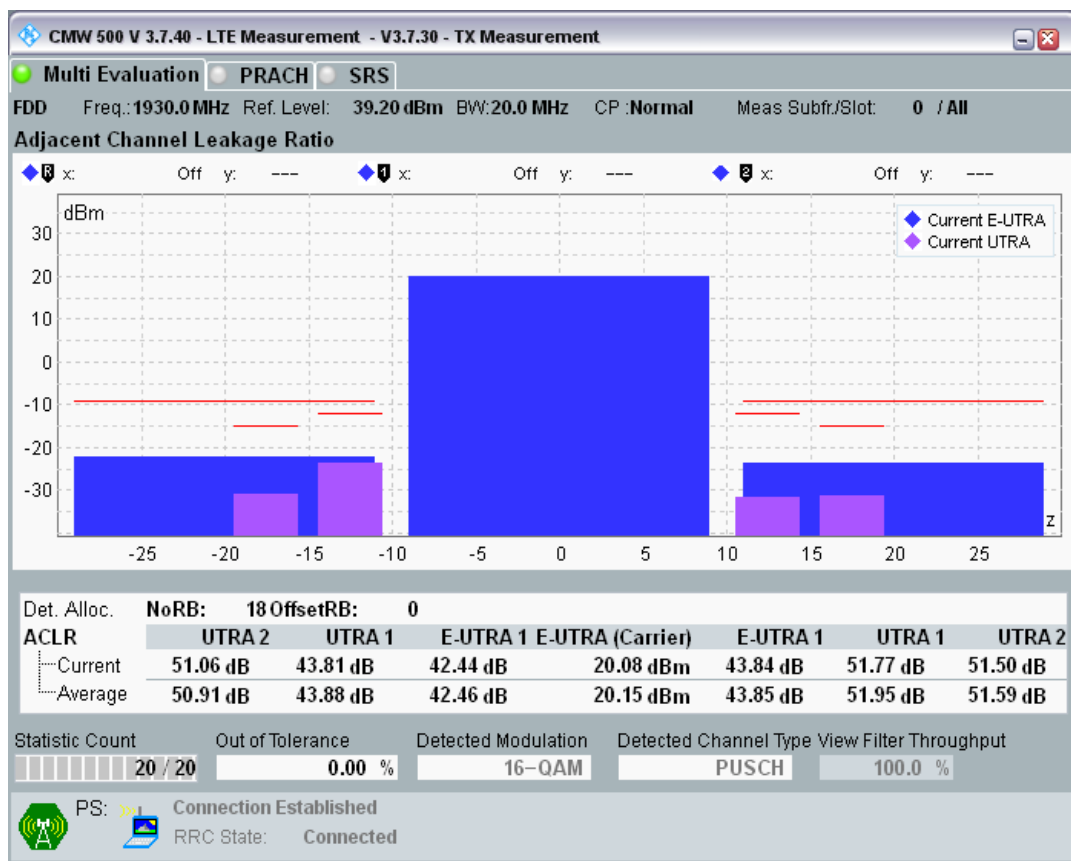 CMW 500 V 3.7.40 - LTE Measurement - V3.7.30 - TX Measurement
Multi Evaluation PRACH SRS
FDD Freq.: 1930.0 MHz Ref. Level: 39.20 dBm BW: 20.0 MHz CP : Normal Meas Subfr./Slot: 0 / All
Adjacent Channel Leakage Ratio
R x: Off y: --- 1 x: Off y: --- 2 x: Off y: ---
dBm
Current E-UTRA
Current UTRA
30
20
10
0
-10
-20
-30
z
-25 -20 -15 -10 -5 0 5 10 15 20 25
Det. Alloc. NoRB: 18 OffsetRB: 0
ACLR UTRA 2 UTRA 1 E-UTRA 1 E-UTRA (Carrier) E-UTRA 1 UTRA 1 UTRA 2
Current 51.06 dB 43.81 dB 42.44 dB 20.08 dBm 43.84 dB 51.77 dB 51.50 dB
Average 50.91 dB 43.88 dB 42.46 dB 20.15 dBm 43.85 dB 51.95 dB 51.59 dB
Statistic Count Out of Tolerance Detected Modulation Detected Channel Type View Filter Throughput
20 / 20 0.00 % 16-QAM PUSCH 100.0 %
PS: Connection Established
RRC State: Connected